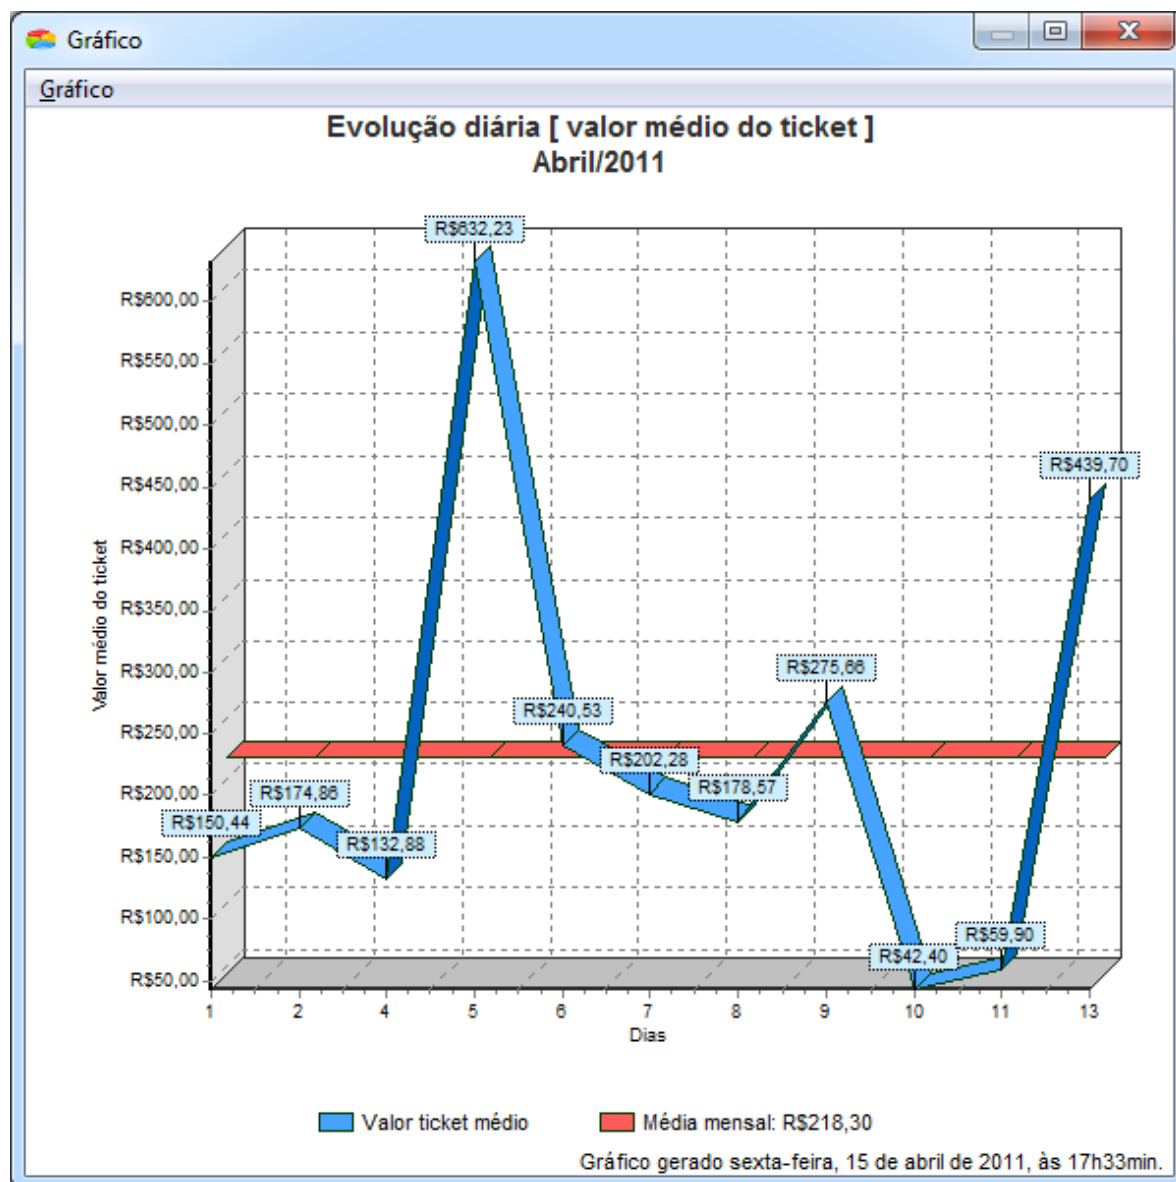 Gráfico
Gráfico
Evolução diária [ valor médio do ticket ]
Abril/2011
R$632,23
R$600,00
R$550,00
R$500,00
R$450,00
R$439,70
R$400,00
R$350,00
R$300,00
R$275,66
R$250,00
R$240,53
R$202,28
R$200,00
R$178,57
R$174,86
R$150,44
R$132,88
R$150,00
R$100,00
R$59,90
R$42,40
R$50,00
Valor médio do ticket
1 2 4 5 6 7 8 9 10 11 13
Dias
Valor ticket médio
Média mensal: R$218,30
Gráfico gerado sexta-feira, 15 de abril de 2011, às 17h33min.